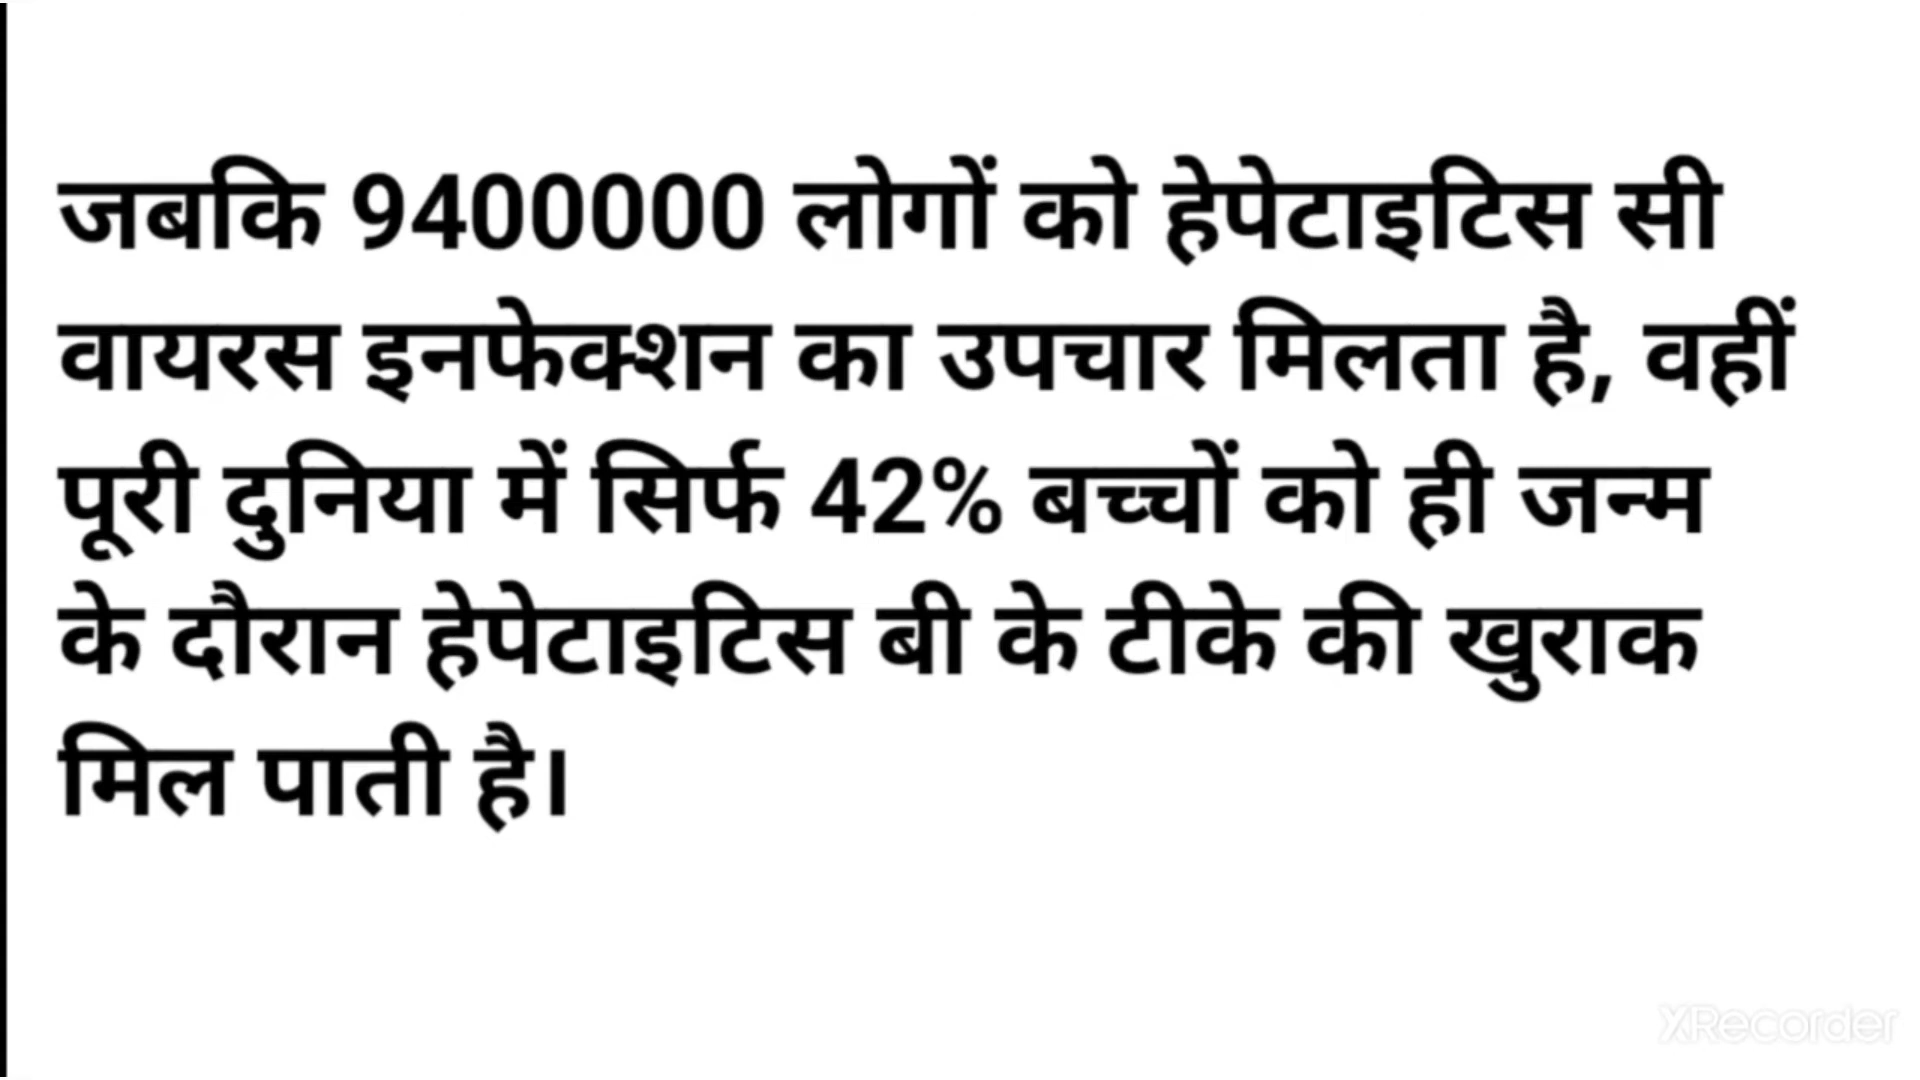 जबकि 9400000 लोगों को हेपेटाइटिस सी
वायरस इनफेक्शन का उपचार मिलता है, वहीं
पूरी दुनिया में सिर्फ 42% बच्चों को ही जन्म
के दौरान हेपेटाइटिस बी के टीके की खुराक
मिल पाती है।
XRecorder